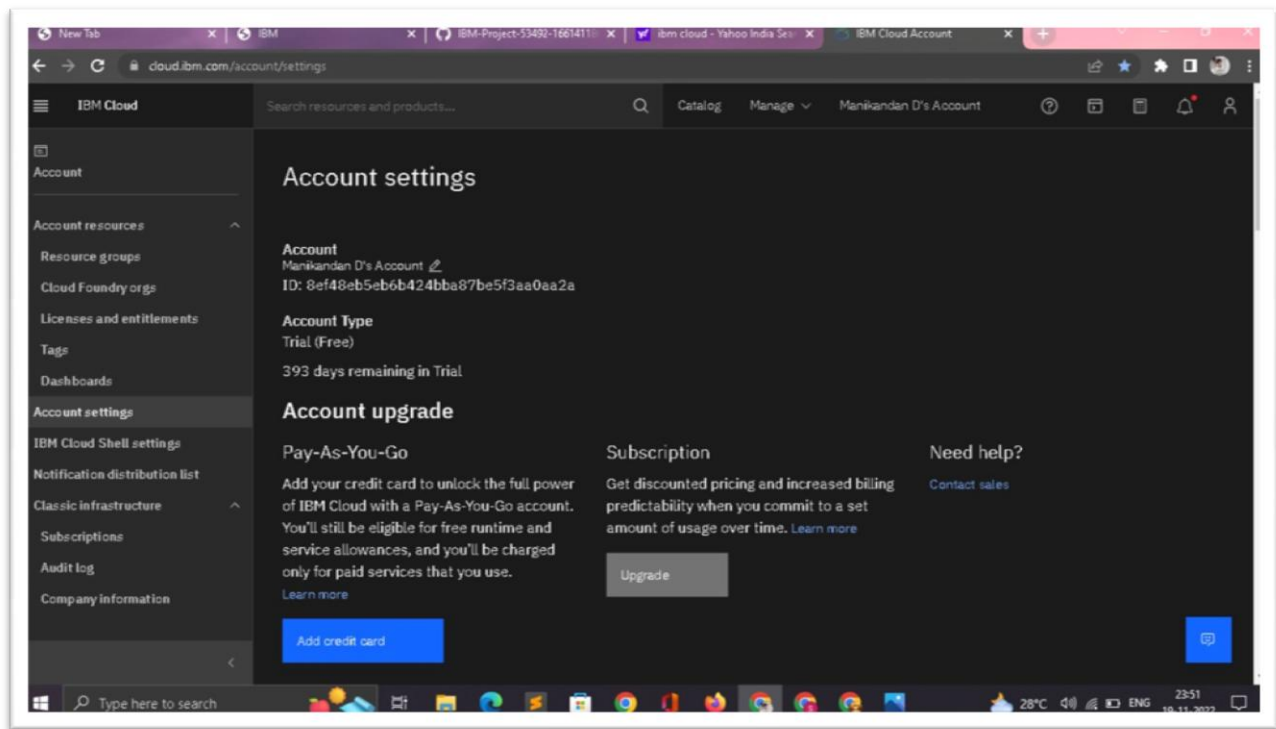 New Tab
IBM
IBM-Project-53492-1661411
ibm cloud - Yahoo India Sear
IBM Cloud Account
cloud.ibm.com/account/settings
IBM Cloud
Search resources and products...
Catalog
Manage
Manikandan D's Account
Account
Account resources
Resource groups
Cloud Foundry orgs
Licenses and entitlements
Tags
Dashboards
Account settings
IBM Cloud Shell settings
Notification distribution list
Classic infrastructure
Subscriptions
Audit log
Company information
Account settings
Account
Manikandan D's Account
ID: 8ef48eb5eb6b424bba87be5f3aa0aa2a
Account Type
Trial (Free)
393 days remaining in Trial
Account upgrade
Pay-As-You-Go
Add your credit card to unlock the full power
of IBM Cloud with a Pay-As-You-Go account.
You'll still be eligible for free runtime and
service allowances, and you'll be charged
only for paid services that you use.
Learn more
Add credit card
Subscription
Get discounted pricing and increased billing
predictability when you commit to a set
amount of usage over time. Learn more
Upgrade
Need help?
Contact sales
Type here to search
28°C
ENG
23:51
19-11-2022